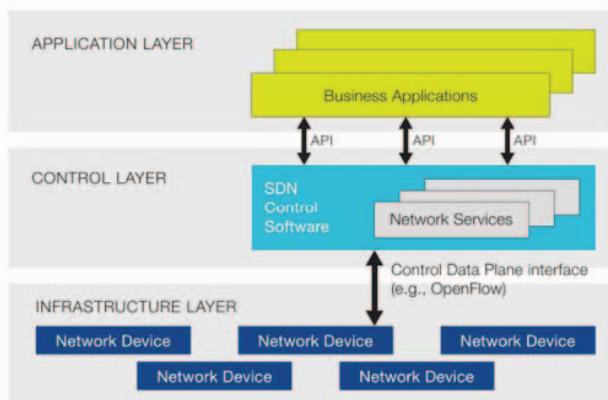 APPLICATION LAYER
Business Applications
API
API
API
CONTROL LAYER
SDN
Control
Software
Network Services
Control Data Plane interface
(e.g., OpenFlow)
INFRASTRUCTURE LAYER
Network Device
Network Device
Network Device
Network Device
Network Device